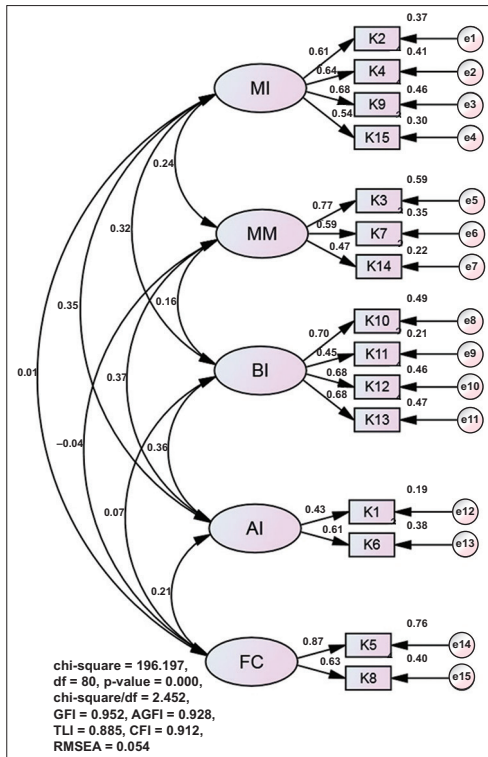 0.37
K2
e1
0.61
0.41
0.64
K4
e2
0.46
0.68
MI
K9
e3
0.30
0.54
K15
e4
0.24
0.59
0.77
K3
e5
0.35
0.32
0.59
MM
K7
e6
0.22
0.47
K14
e7
0.16
0.35
0.49
0.70
K10
e8
0.21
0.45
K11
e9
0.01
0.37
BI
0.46
0.68
K12
e10
0.47
0.68
K13
e11
–0.04
0.36
0.19
0.07
0.43
K1
e12
AI
0.38
0.61
K6
e13
0.21
0.76
0.87
K5
e14
FC
0.40
0.63
K8
e15
chi-square = 196.197,
df = 80, p-value = 0.000,
chi-square/df = 2.452,
GFI = 0.952, AGFI = 0.928,
TLI = 0.885, CFI = 0.912,
RMSEA = 0.054